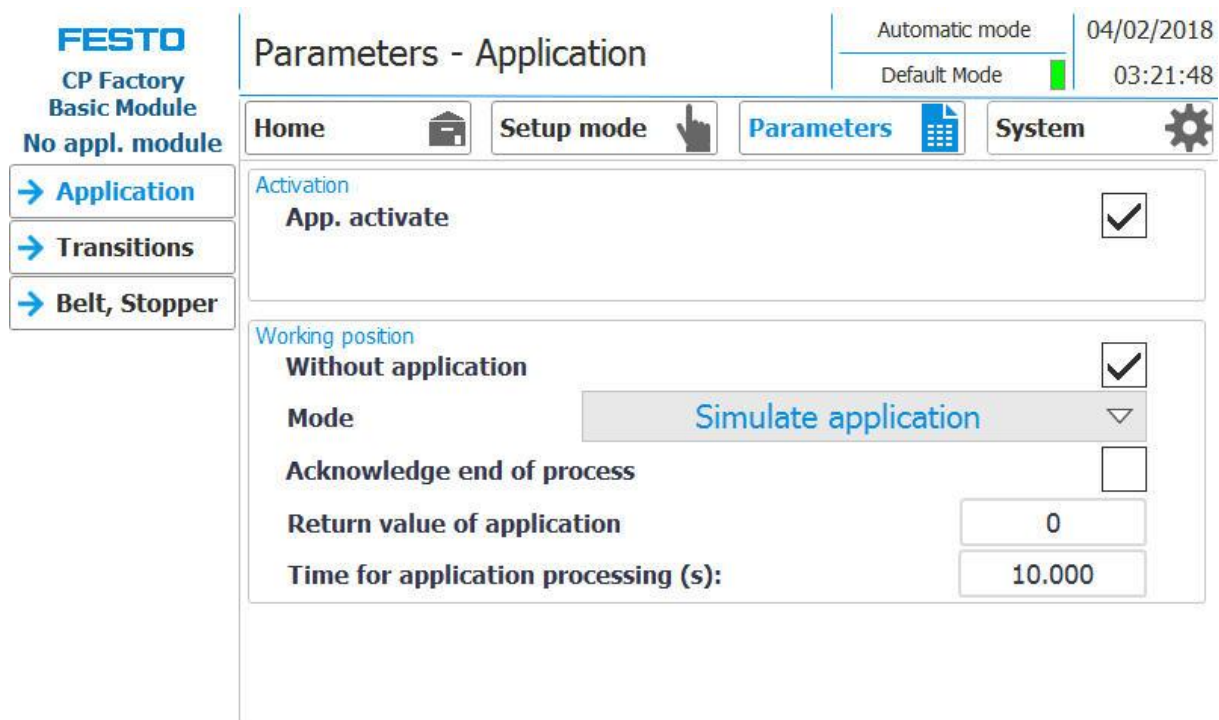 FESTO
CP Factory
Basic Module
No appl. module
Parameters - Application
Automatic mode
Default Mode
04/02/2018
03:21:48
Home
Setup mode
Parameters
System
Application
Transitions
Belt, Stopper
Activation
App. activate
Working position
Without application
Mode
Simulate application
Acknowledge end of process
Return value of application
0
Time for application processing (s):
10.000